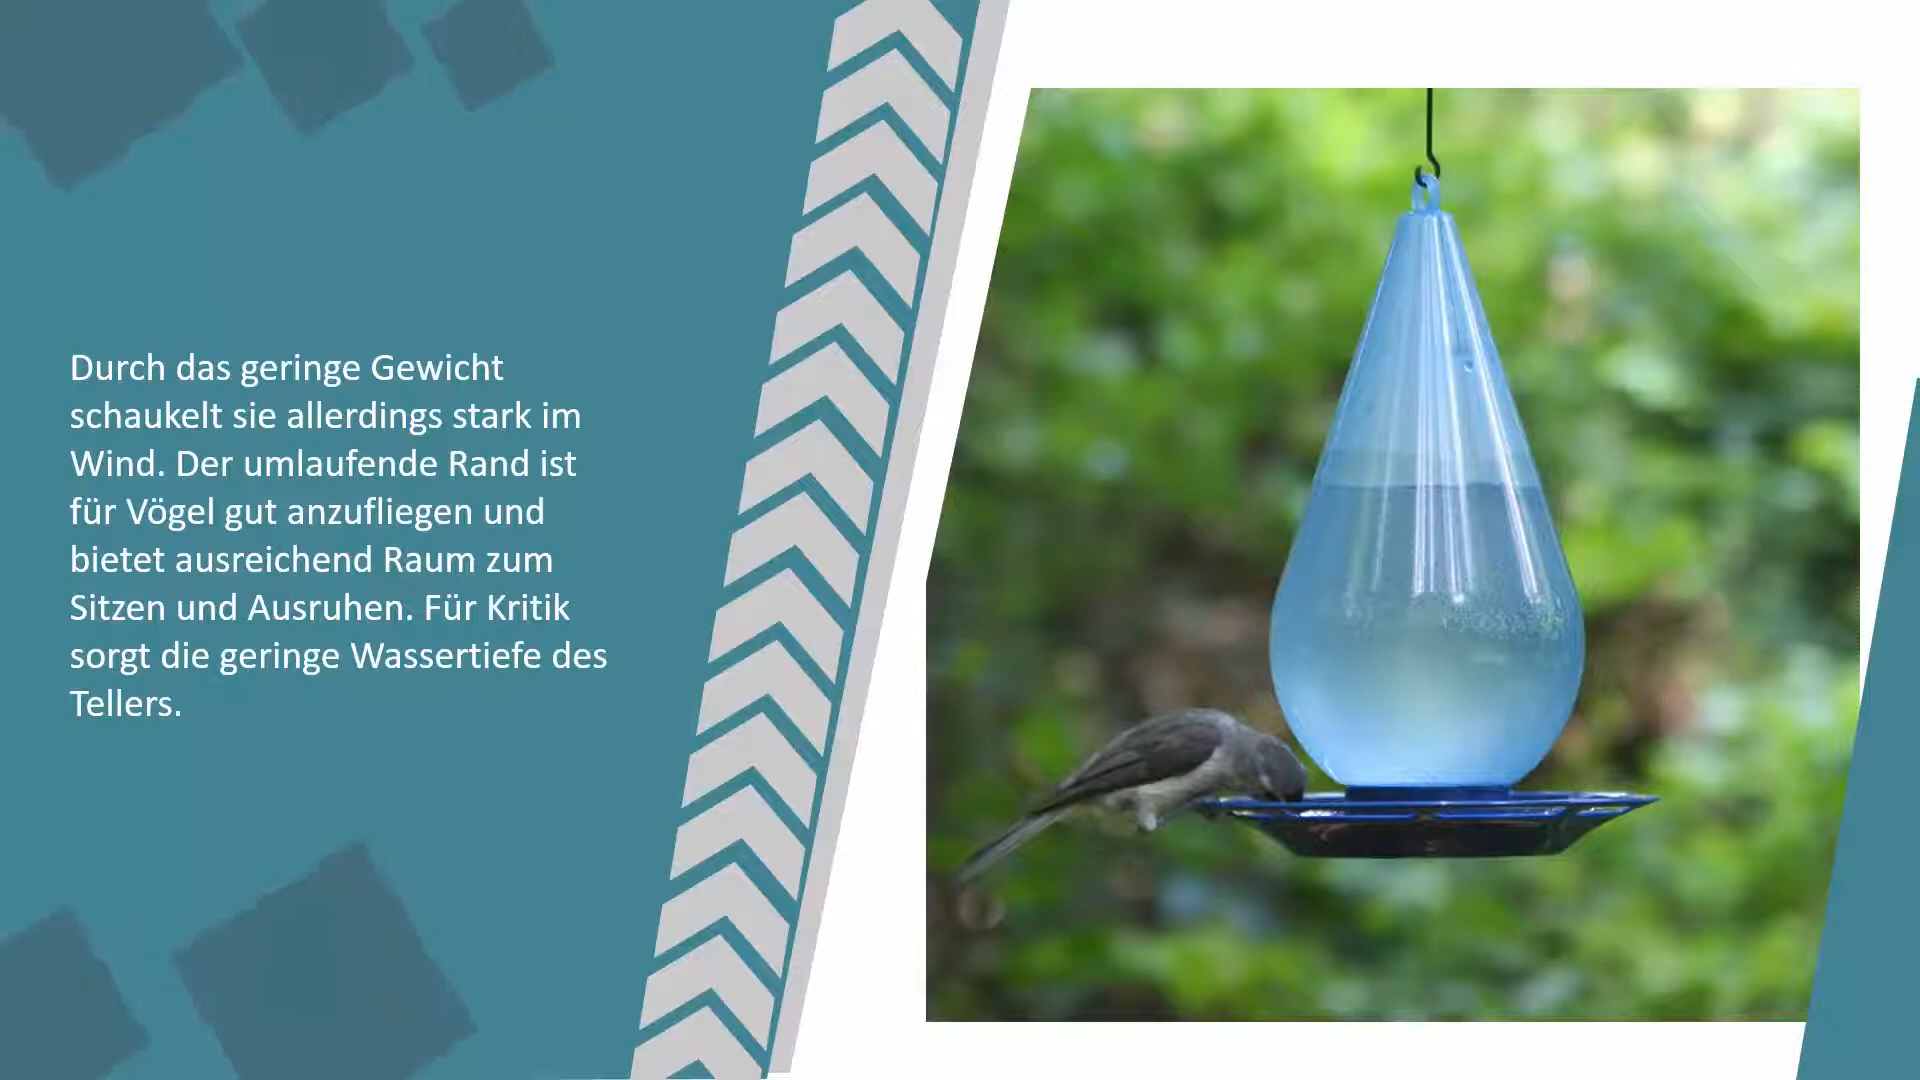 Durch das geringe Gewicht
schaukelt sie allerdings stark im
Wind. Der umlaufende Rand ist
für Vögel gut anzufliegen und
bietet ausreichend Raum zum
Sitzen und Ausruhen. Für Kritik
sorgt die geringe Wassertiefe des
Tellers.